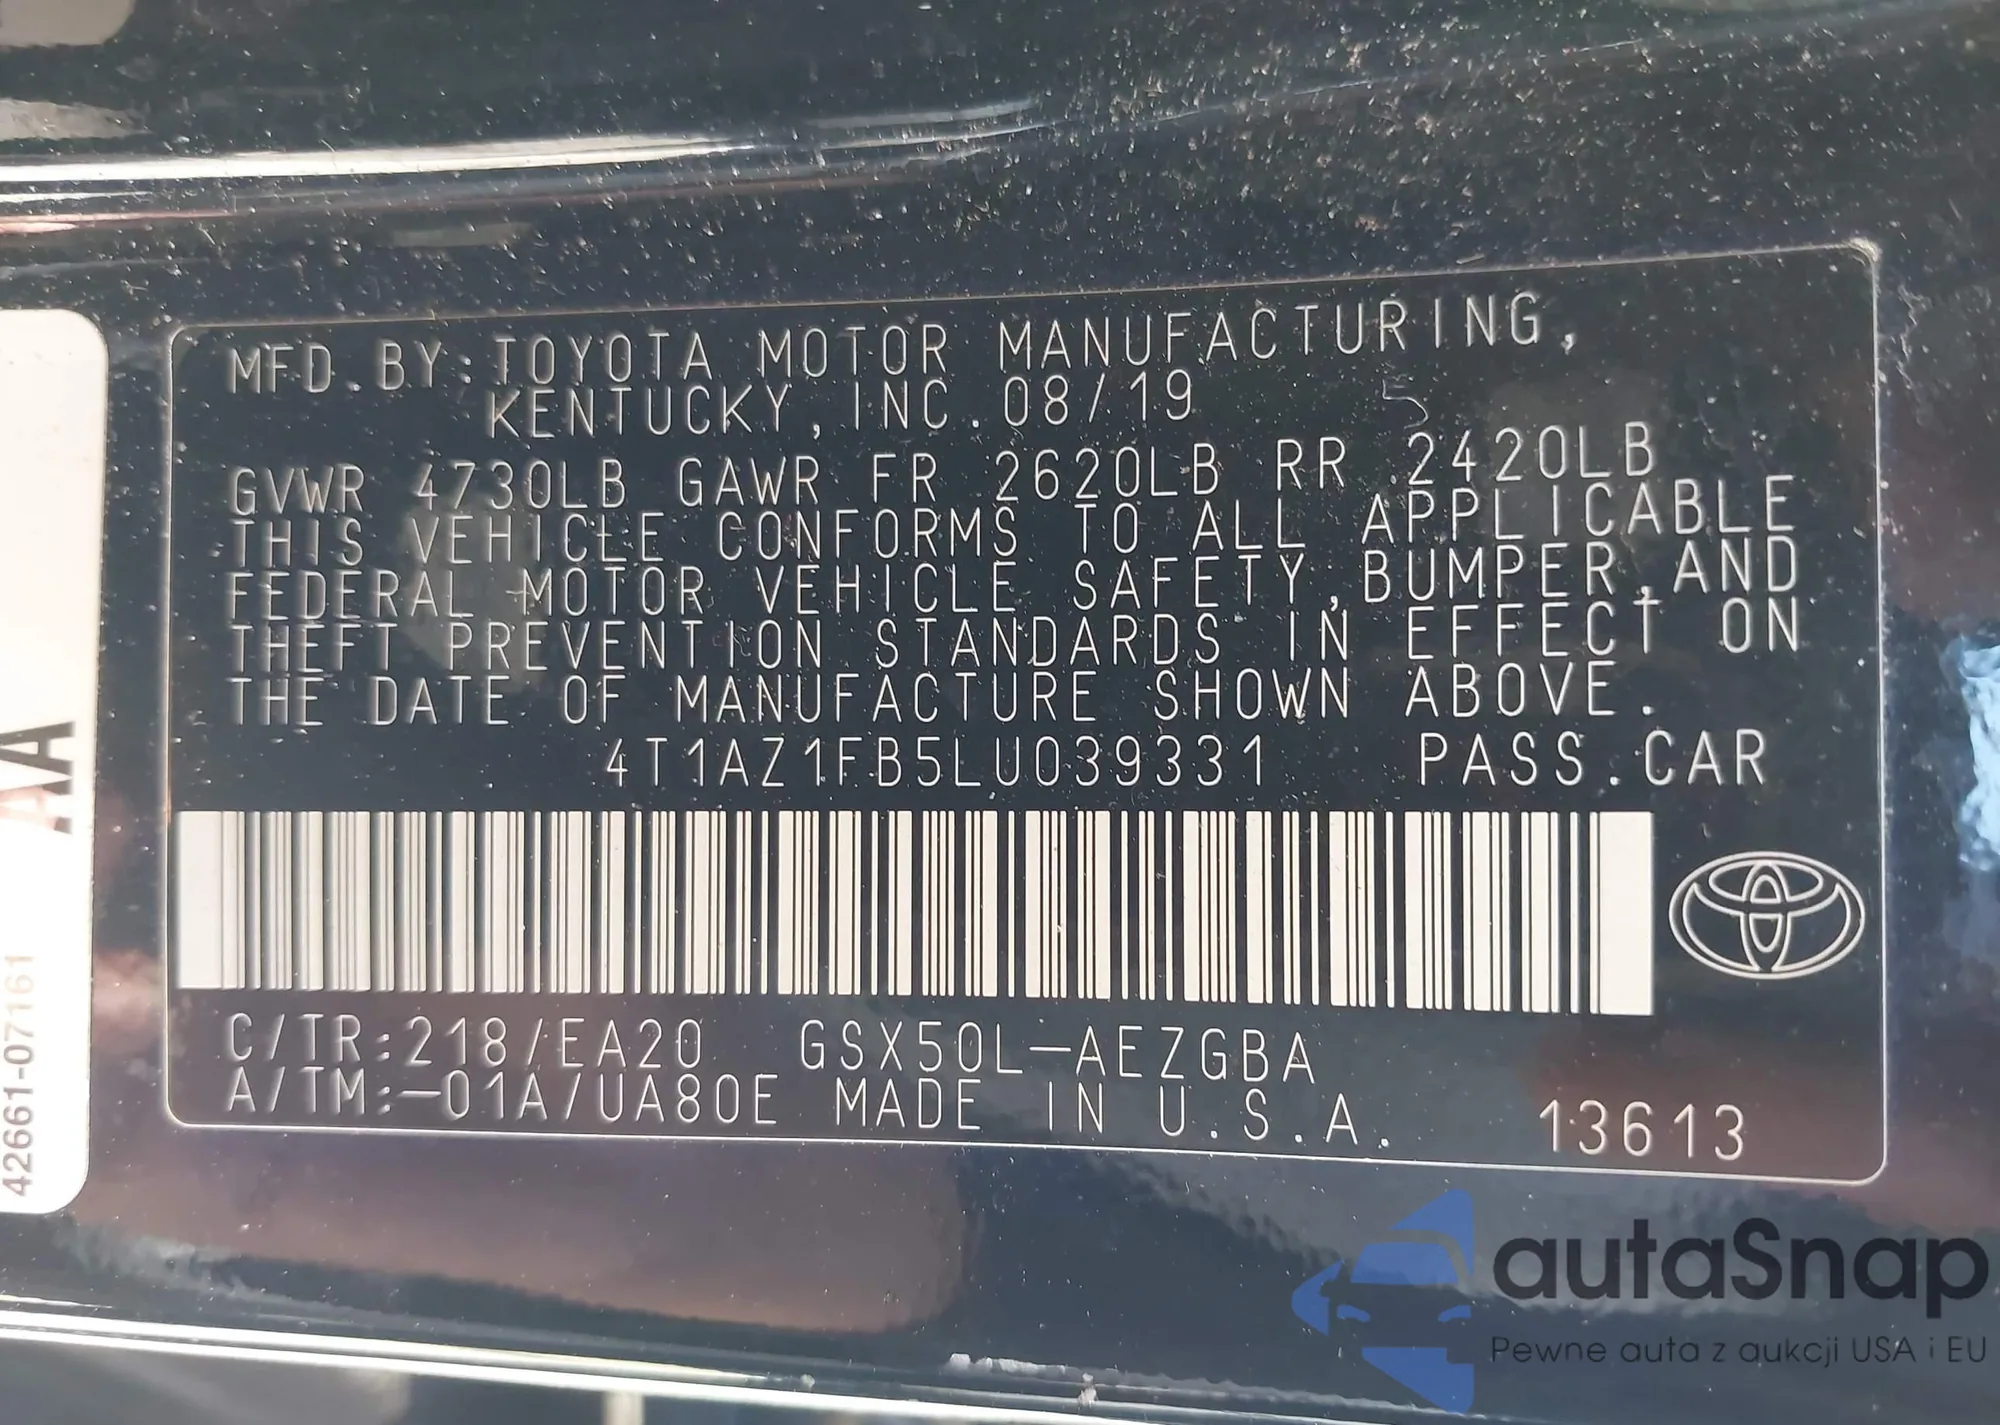 MFD.BY:TOYOTA MOTOR MANUFACTURING,
KENTUCKY, INC.08/19
GVWR 4730LB GAWR FR 2620LB RR 2420LB
THIS VEHICLE CONFORMS TO ALL APPLICABLE
FEDERAL MOTOR VEHICLE SAFETY,BUMPER,AND
THEFT PREVENTION STANDARDS IN EFFECT ON
THE DATE OF MANUFACTURE SHOWN ABOVE.
4T1AZ1FB5LU039331 PASS.CAR
C/TR:218/EA20 GSX50L-AEZGBA
A/TM:-01A/UA80E MADE IN U.S.A. 13613
AA
42661-07161
autaSnap
Pewne auta z aukcji USA i EU